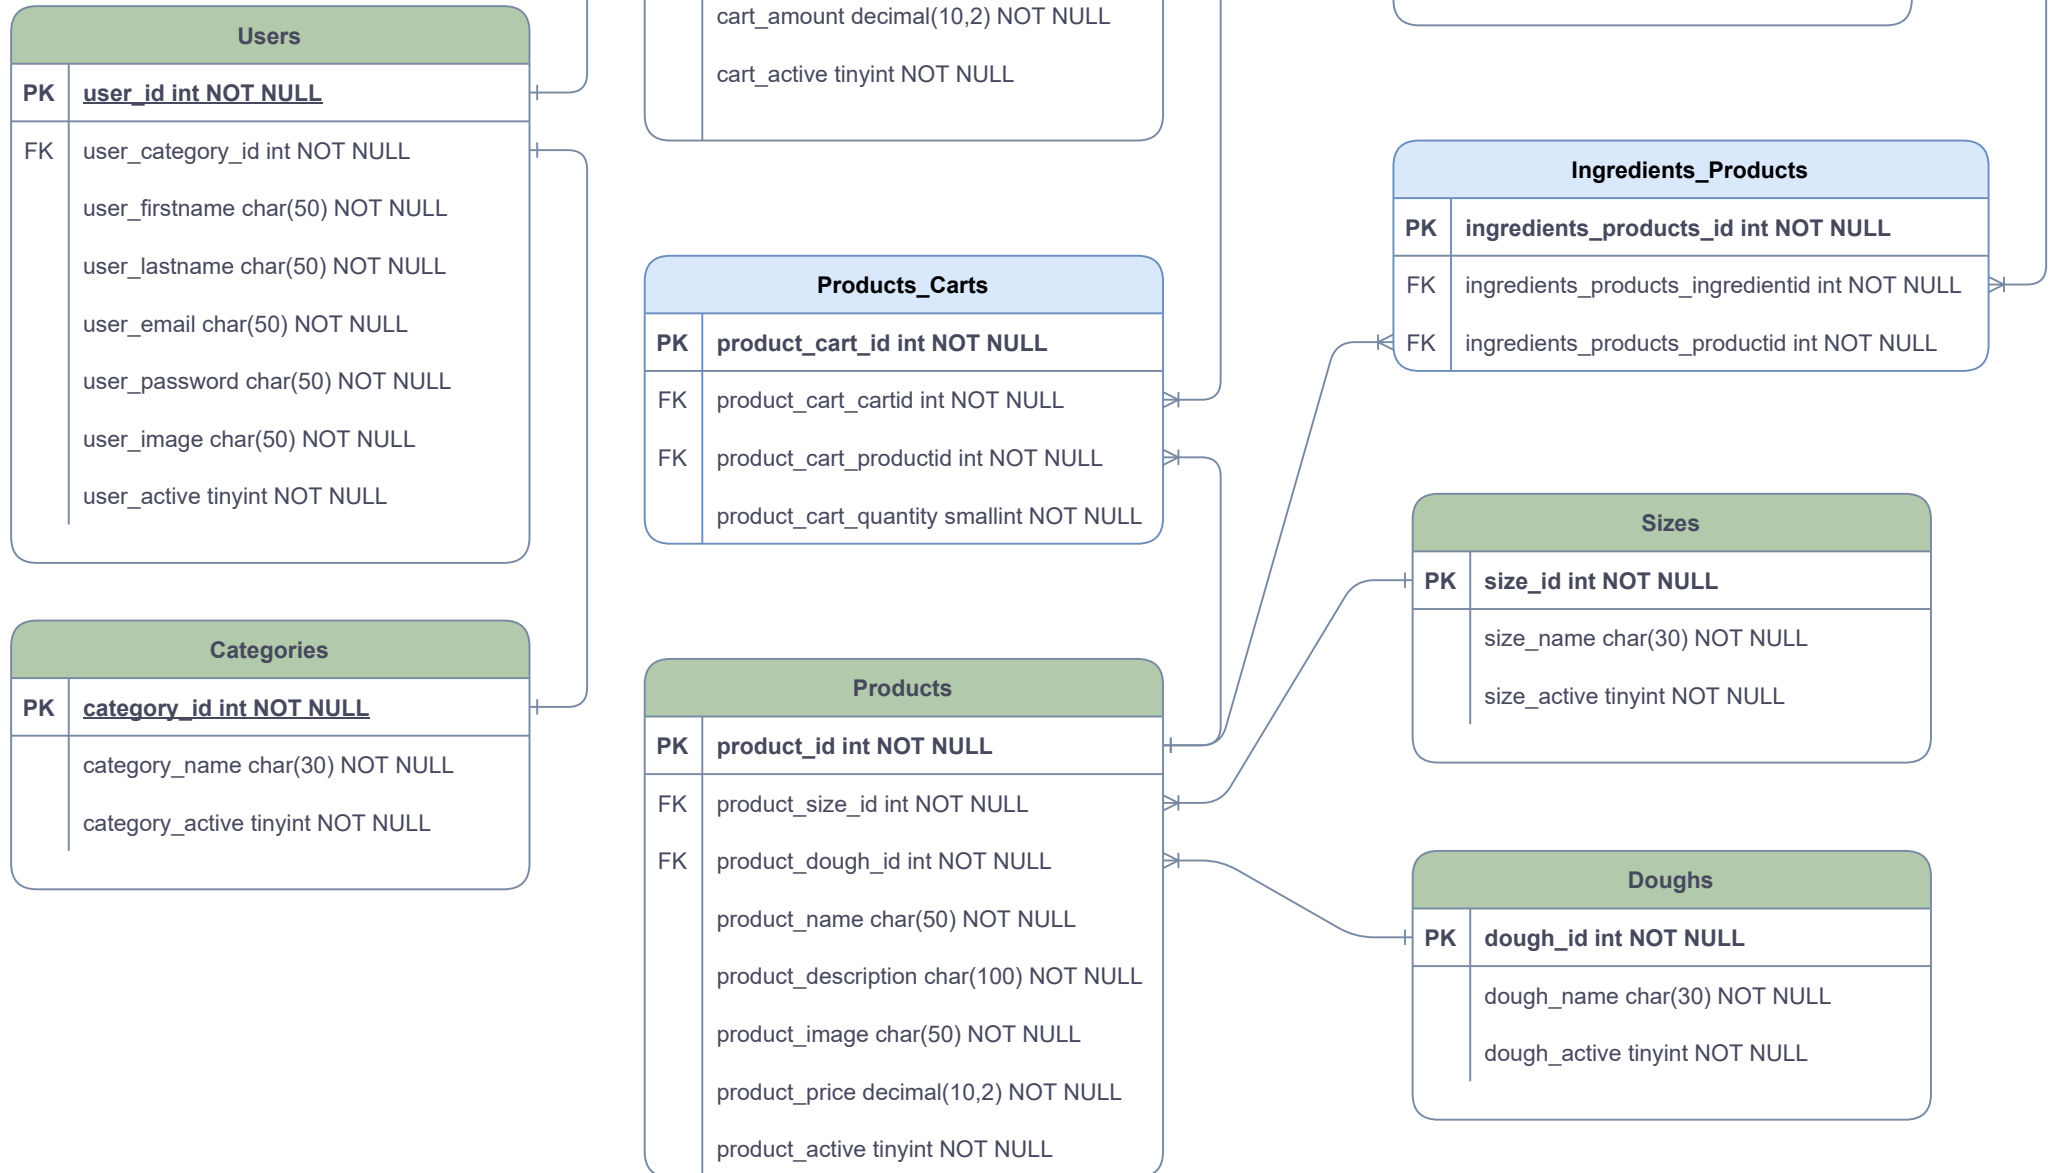 Users
PK user_id int NOT NULL
FK user_category_id int NOT NULL
user_firstname char(50) NOT NULL
user_lastname char(50) NOT NULL
user_email char(50) NOT NULL
user_password char(50) NOT NULL
user_image char(50) NOT NULL
user_active tinyint NOT NULL
Categories
PK category_id int NOT NULL
category_name char(30) NOT NULL
category_active tinyint NOT NULL
cart_amount decimal(10,2) NOT NULL
cart_active tinyint NOT NULL
Products_Carts
PK product_cart_id int NOT NULL
FK product_cart_cartid int NOT NULL
FK product_cart_productid int NOT NULL
product_cart_quantity smallint NOT NULL
Products
PK product_id int NOT NULL
FK product_size_id int NOT NULL
FK product_dough_id int NOT NULL
product_name char(50) NOT NULL
product_description char(100) NOT NULL
product_image char(50) NOT NULL
product_price decimal(10,2) NOT NULL
product_active tinyint NOT NULL
Ingredients_Products
PK ingredients_products_id int NOT NULL
FK ingredients_products_ingredientid int NOT NULL
FK ingredients_products_productid int NOT NULL
Sizes
PK size_id int NOT NULL
size_name char(30) NOT NULL
size_active tinyint NOT NULL
Doughs
PK dough_id int NOT NULL
dough_name char(30) NOT NULL
dough_active tinyint NOT NULL